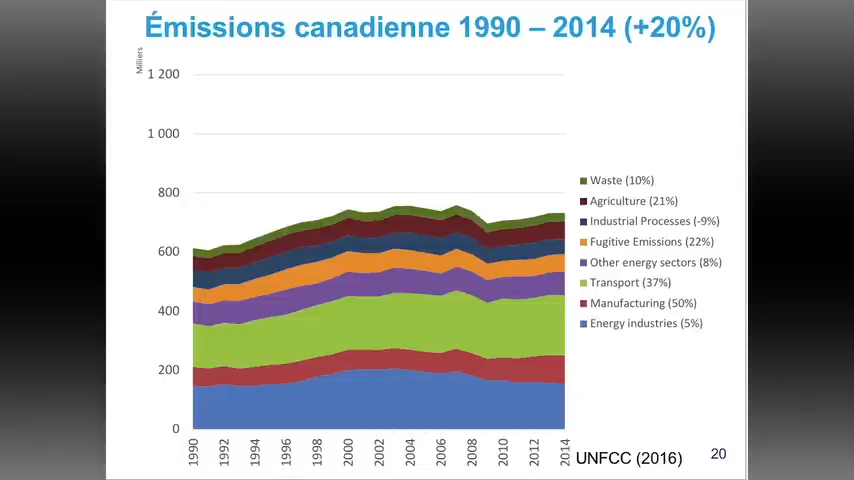 Émissions canadienne 1990 – 2014 (+20%)
Milliers
1 200
1 000
800
600
400
200
0
1990
1992
1994
1996
1998
2000
2002
2004
2006
2008
2010
2012
2014
Waste (10%)
Agriculture (21%)
Industrial Processes (-9%)
Fugitive Emissions (22%)
Other energy sectors (8%)
Transport (37%)
Manufacturing (50%)
Energy industries (5%)
UNFCC (2016)
20